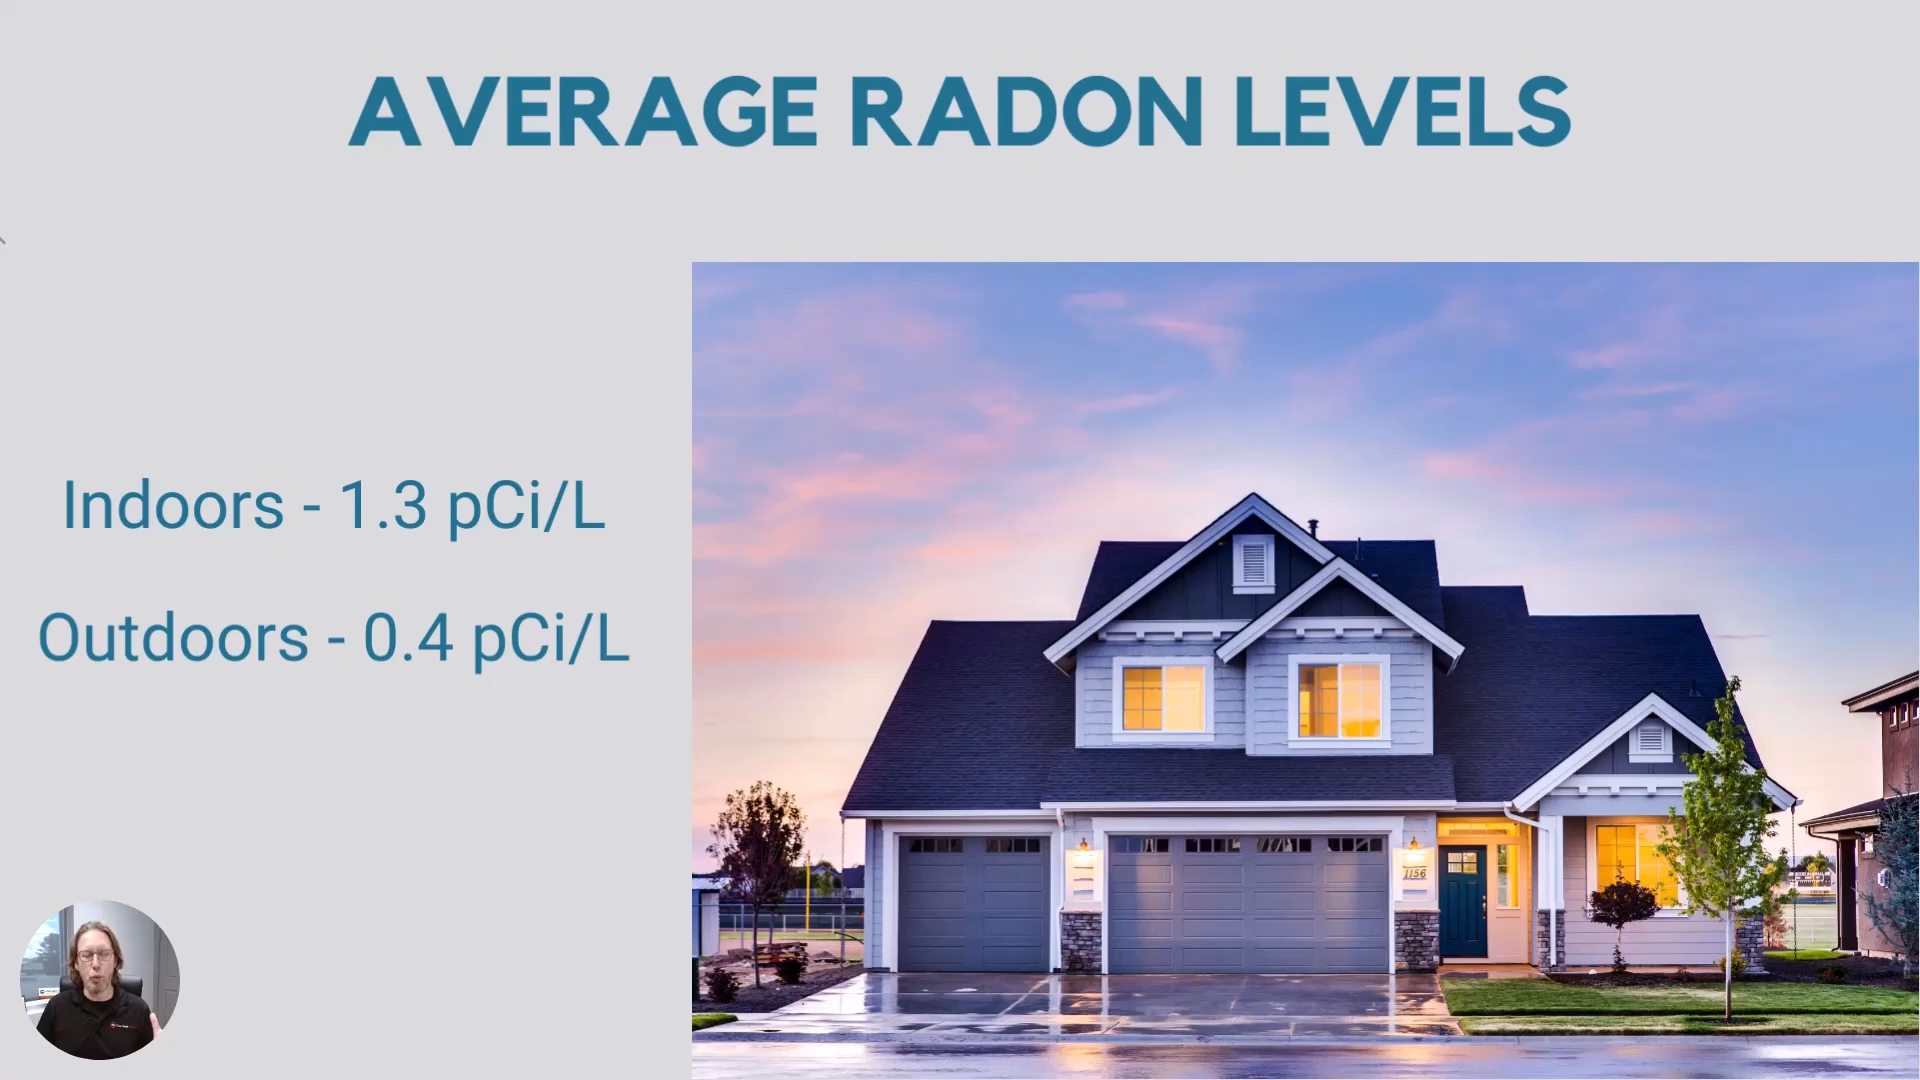 AVERAGE RADON LEVELS
Indoors - 1.3 pCi/L
Outdoors - 0.4 pCi/L
1156